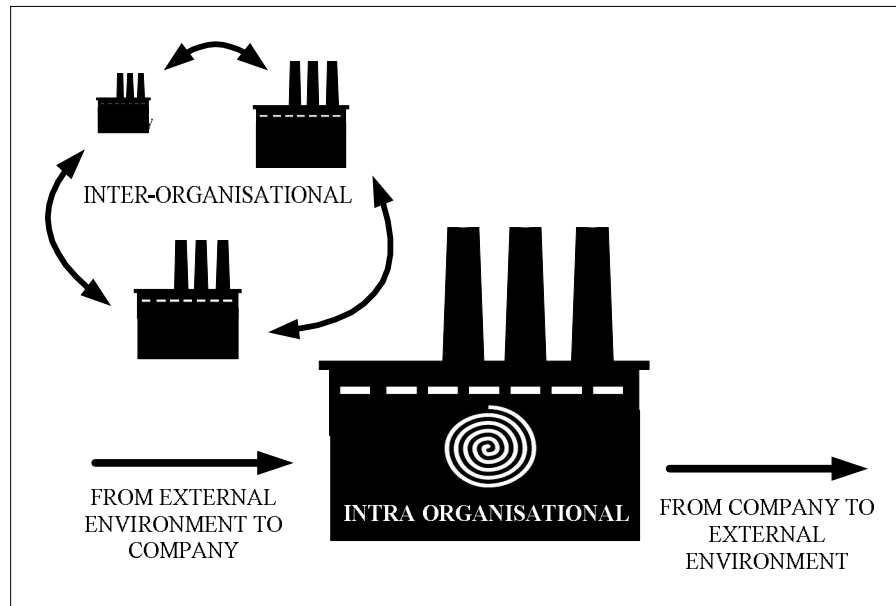 INTER-ORGANISATIONAL
FROM EXTERNAL
ENVIRONMENT TO
COMPANY
INTRA ORGANISATIONAL
FROM COMPANY TO
EXTERNAL
ENVIRONMENT